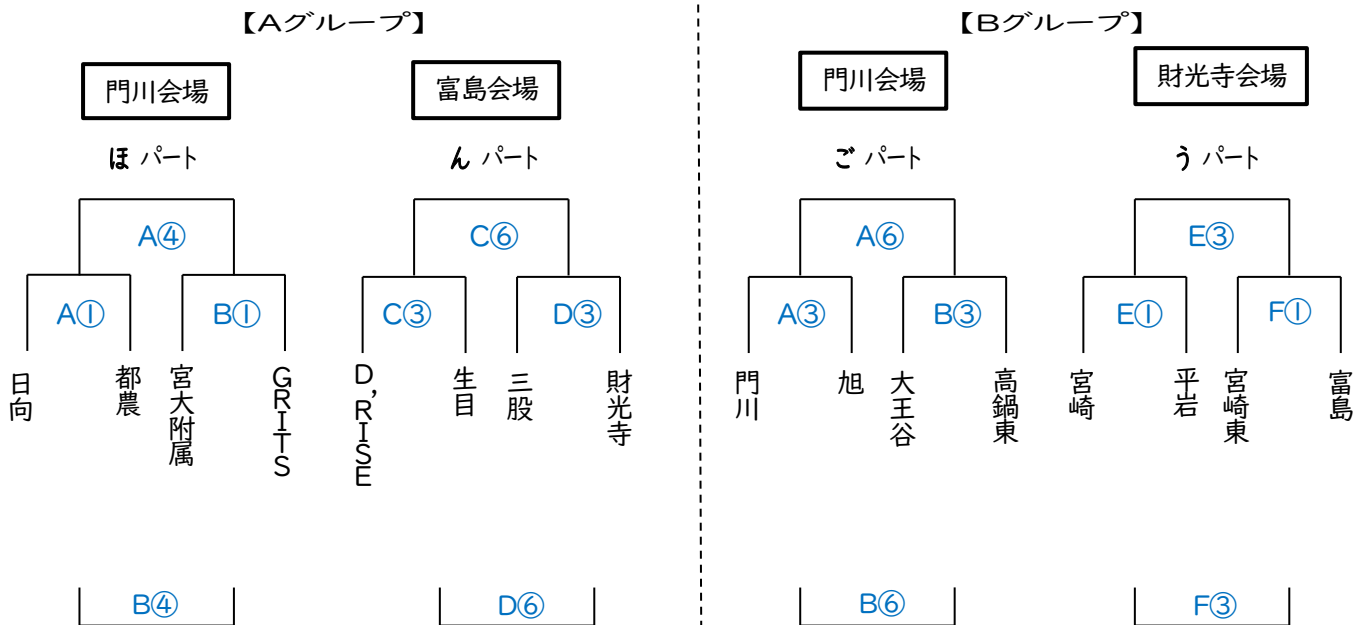 【Aグループ】
【Bグループ】
門川会場
富島会場
門川会場
財光寺会場
ほ パート
ん パート
ご パート
う パート
A④
C⑥
A⑥
E③
A①
B①
C③
D③
A③
B③
E①
F①
日向
都農
宮大附属
GRITS
D,RISE
生目
三股
財光寺
門川
旭
大王谷
高鍋東
宮崎
平岩
宮崎東
富島
B④
D⑥
B⑥
F③